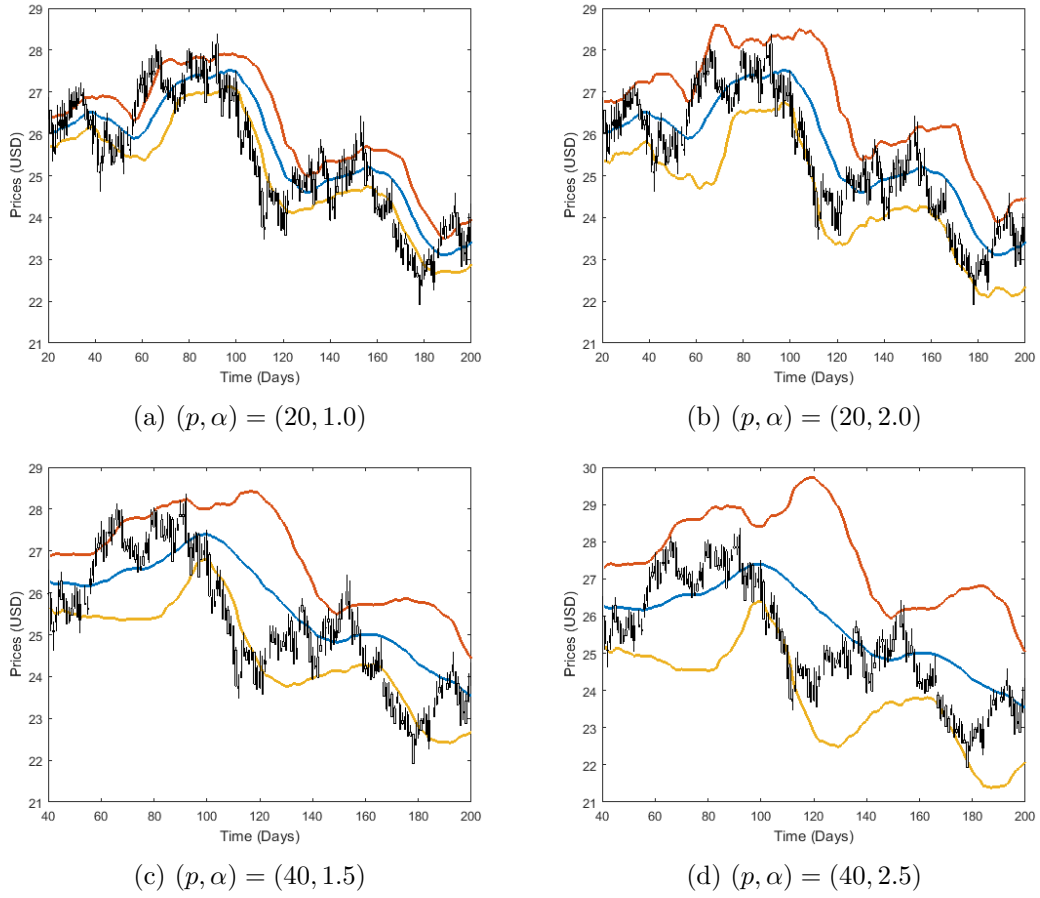 29
28
27
26
25
24
23
22
21
Prices (USD)
20 40 60 80 100 120 140 160 180 200
Time (Days)
(a) (p, α) = (20, 1.0)
29
28
27
26
25
24
23
22
21
Prices (USD)
20 40 60 80 100 120 140 160 180 200
Time (Days)
(b) (p, α) = (20, 2.0)
29
28
27
26
25
24
23
22
21
Prices (USD)
40 60 80 100 120 140 160 180 200
Time (Days)
(c) (p, α) = (40, 1.5)
30
29
28
27
26
25
24
23
22
21
Prices (USD)
40 60 80 100 120 140 160 180 200
Time (Days)
(d) (p, α) = (40, 2.5)